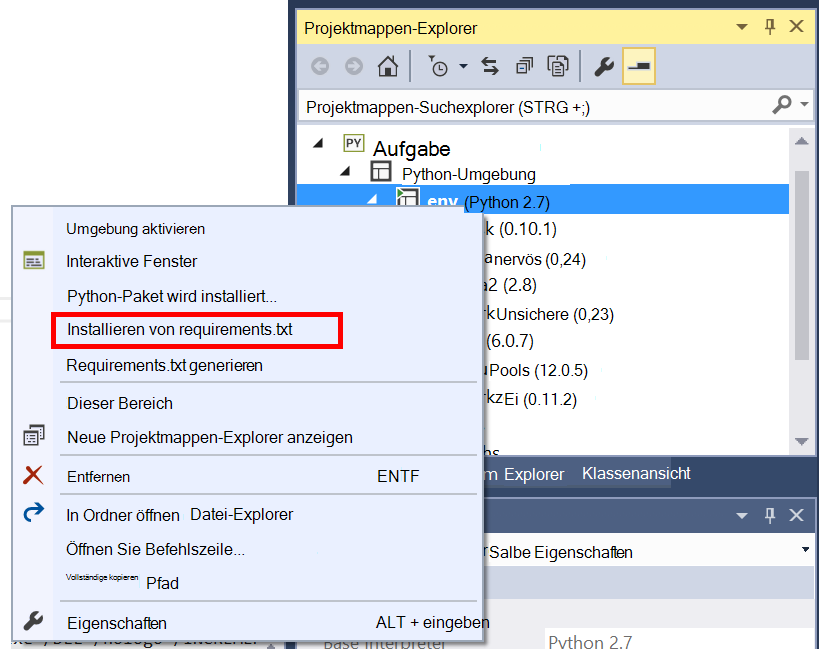 Projektmappen-Explorer
Projektmappen-Suchexplorer (STRG +;)
PY Aufgabe
Python-Umgebung
env (Python 2.7)
Umgebung aktivieren
k (0.10.1)
Interaktive Fenster
anervös (0,24)
a2 (2.8)
Python-Paket wird installiert...
Unsichere (0,23)
Installieren von requirements.txt
(6.0.7)
Requirements.txt generieren
Pools (12.0.5)
Dieser Bereich
kzEi (0.11.2)
Neue Projektmappen-Explorer anzeigen
Entfernen ENTF
m Explorer Klassenansicht
In Ordner öffnen Datei-Explorer
Öffnen Sie Befehlszeile...
Salbe Eigenschaften
Vollständige kopieren Pfad
Eigenschaften ALT + eingeben
Base Interpreter Python 2.7